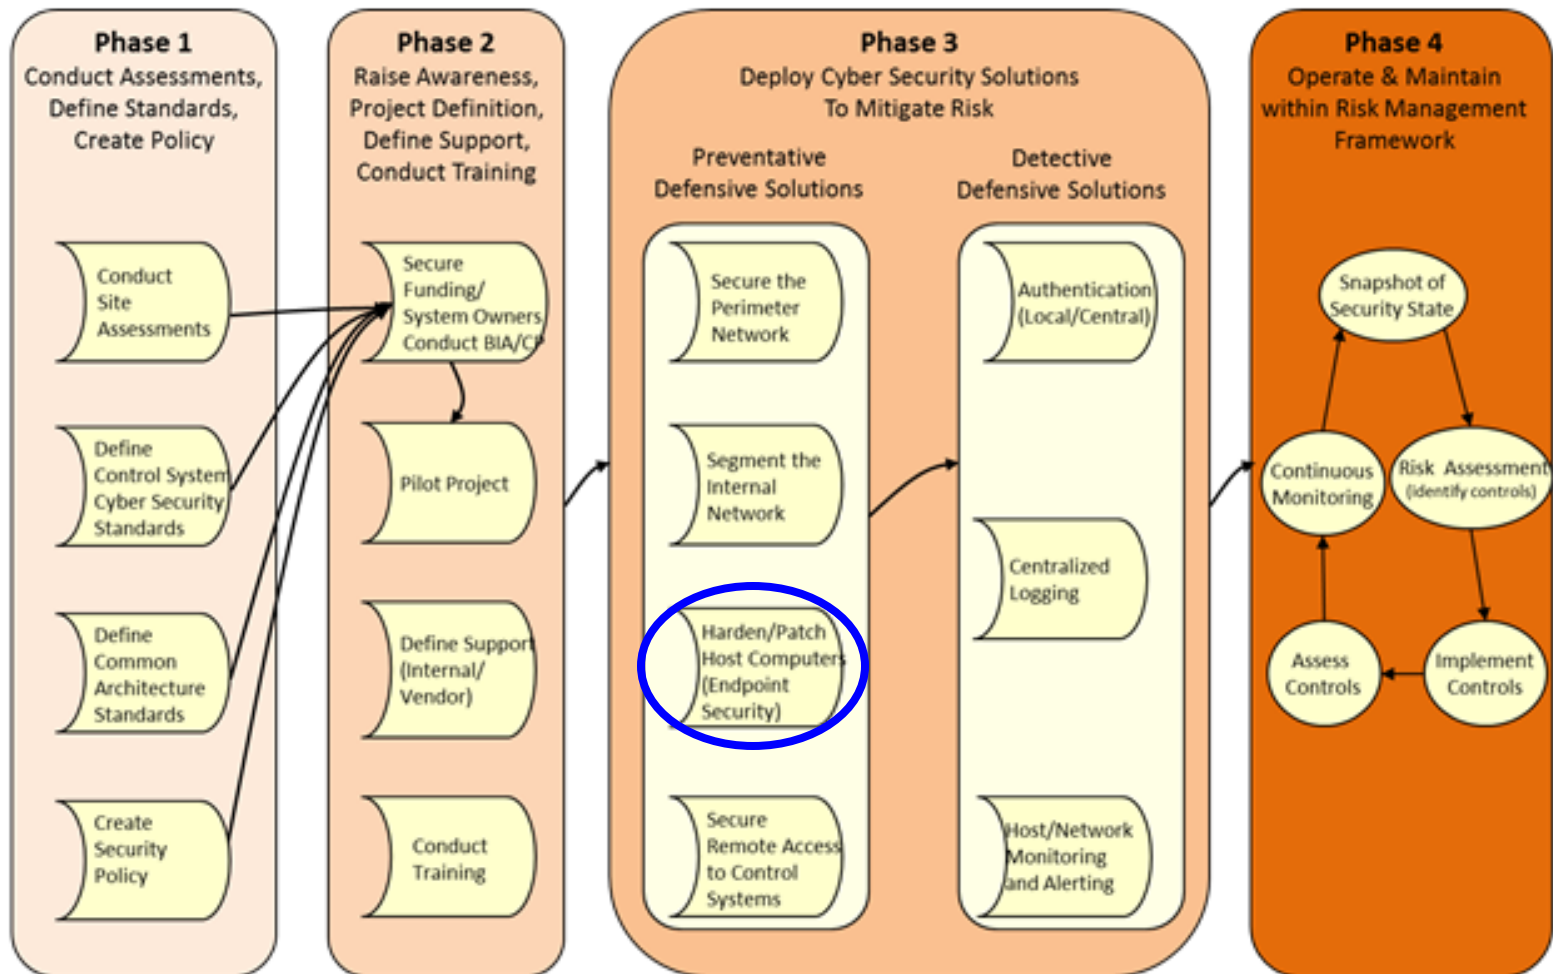 Phase 1
Conduct Assessments,
Define Standards,
Create Policy
Conduct
Site
Assessments
Define
Control System
Cyber Security
Standards
Define
Common
Architecture
Standards
Create
Security
Policy
Phase 2
Raise Awareness,
Project Definition,
Define Support,
Conduct Training
Secure
Funding/
System Owners
Conduct BIA/CP
Pilot Project
Define Support
(Internal/
Vendor)
Conduct
Training
Phase 3
Deploy Cyber Security Solutions
To Mitigate Risk
Preventative
Defensive Solutions
Secure the
Perimeter
Network
Segment the
Internal
Network
Harden/Patch
Host Computers
(Endpoint
Security)
Secure
Remote Access
to Control
Systems
Detective
Defensive Solutions
Authentication
(Local/Central)
Centralized
Logging
Host/Network
Monitoring
and Alerting
Phase 4
Operate & Maintain
within Risk Management
Framework
Snapshot of
Security State
Risk Assessment
(identify controls)
Implement
Controls
Assess
Controls
Continuous
Monitoring